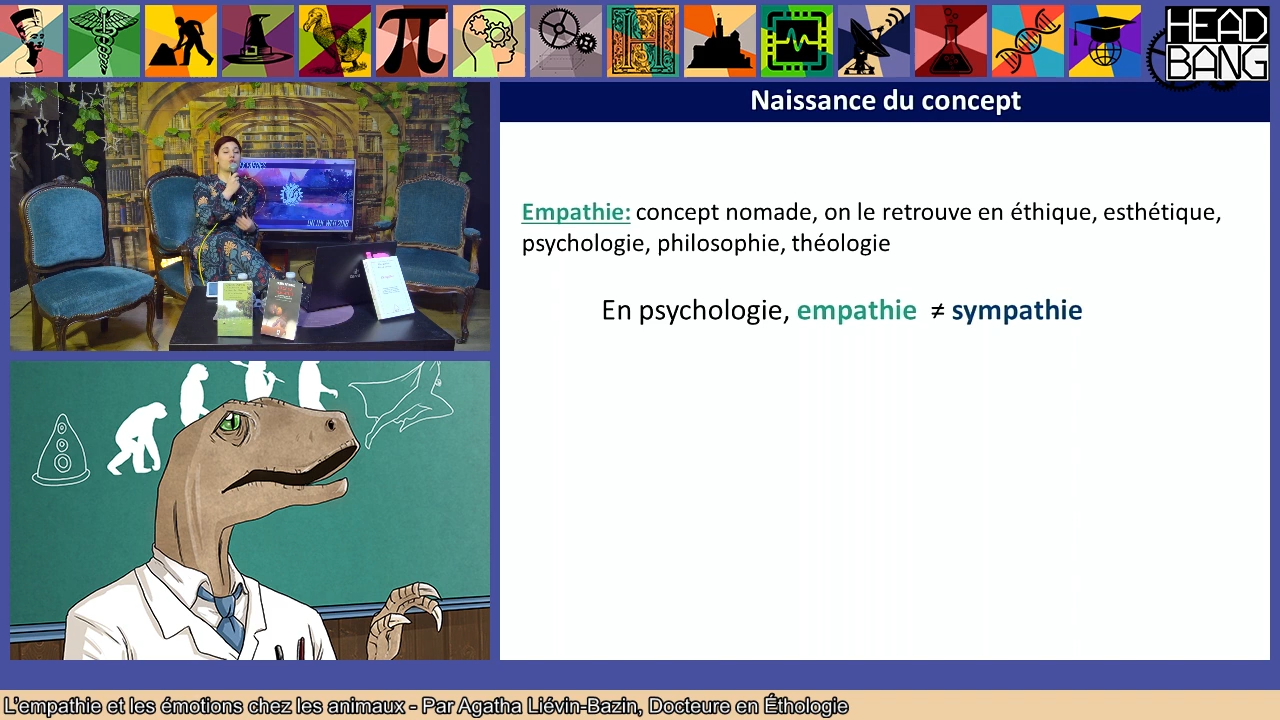 π
HEAD
BANG
Naissance du concept
Empathie: concept nomade, on le retrouve en éthique, esthétique,
psychologie, philosophie, théologie
En psychologie, empathie ≠ sympathie
L'empathie et les émotions chez les animaux - Par Agatha Liévin-Bazin, Docteure en Éthologie